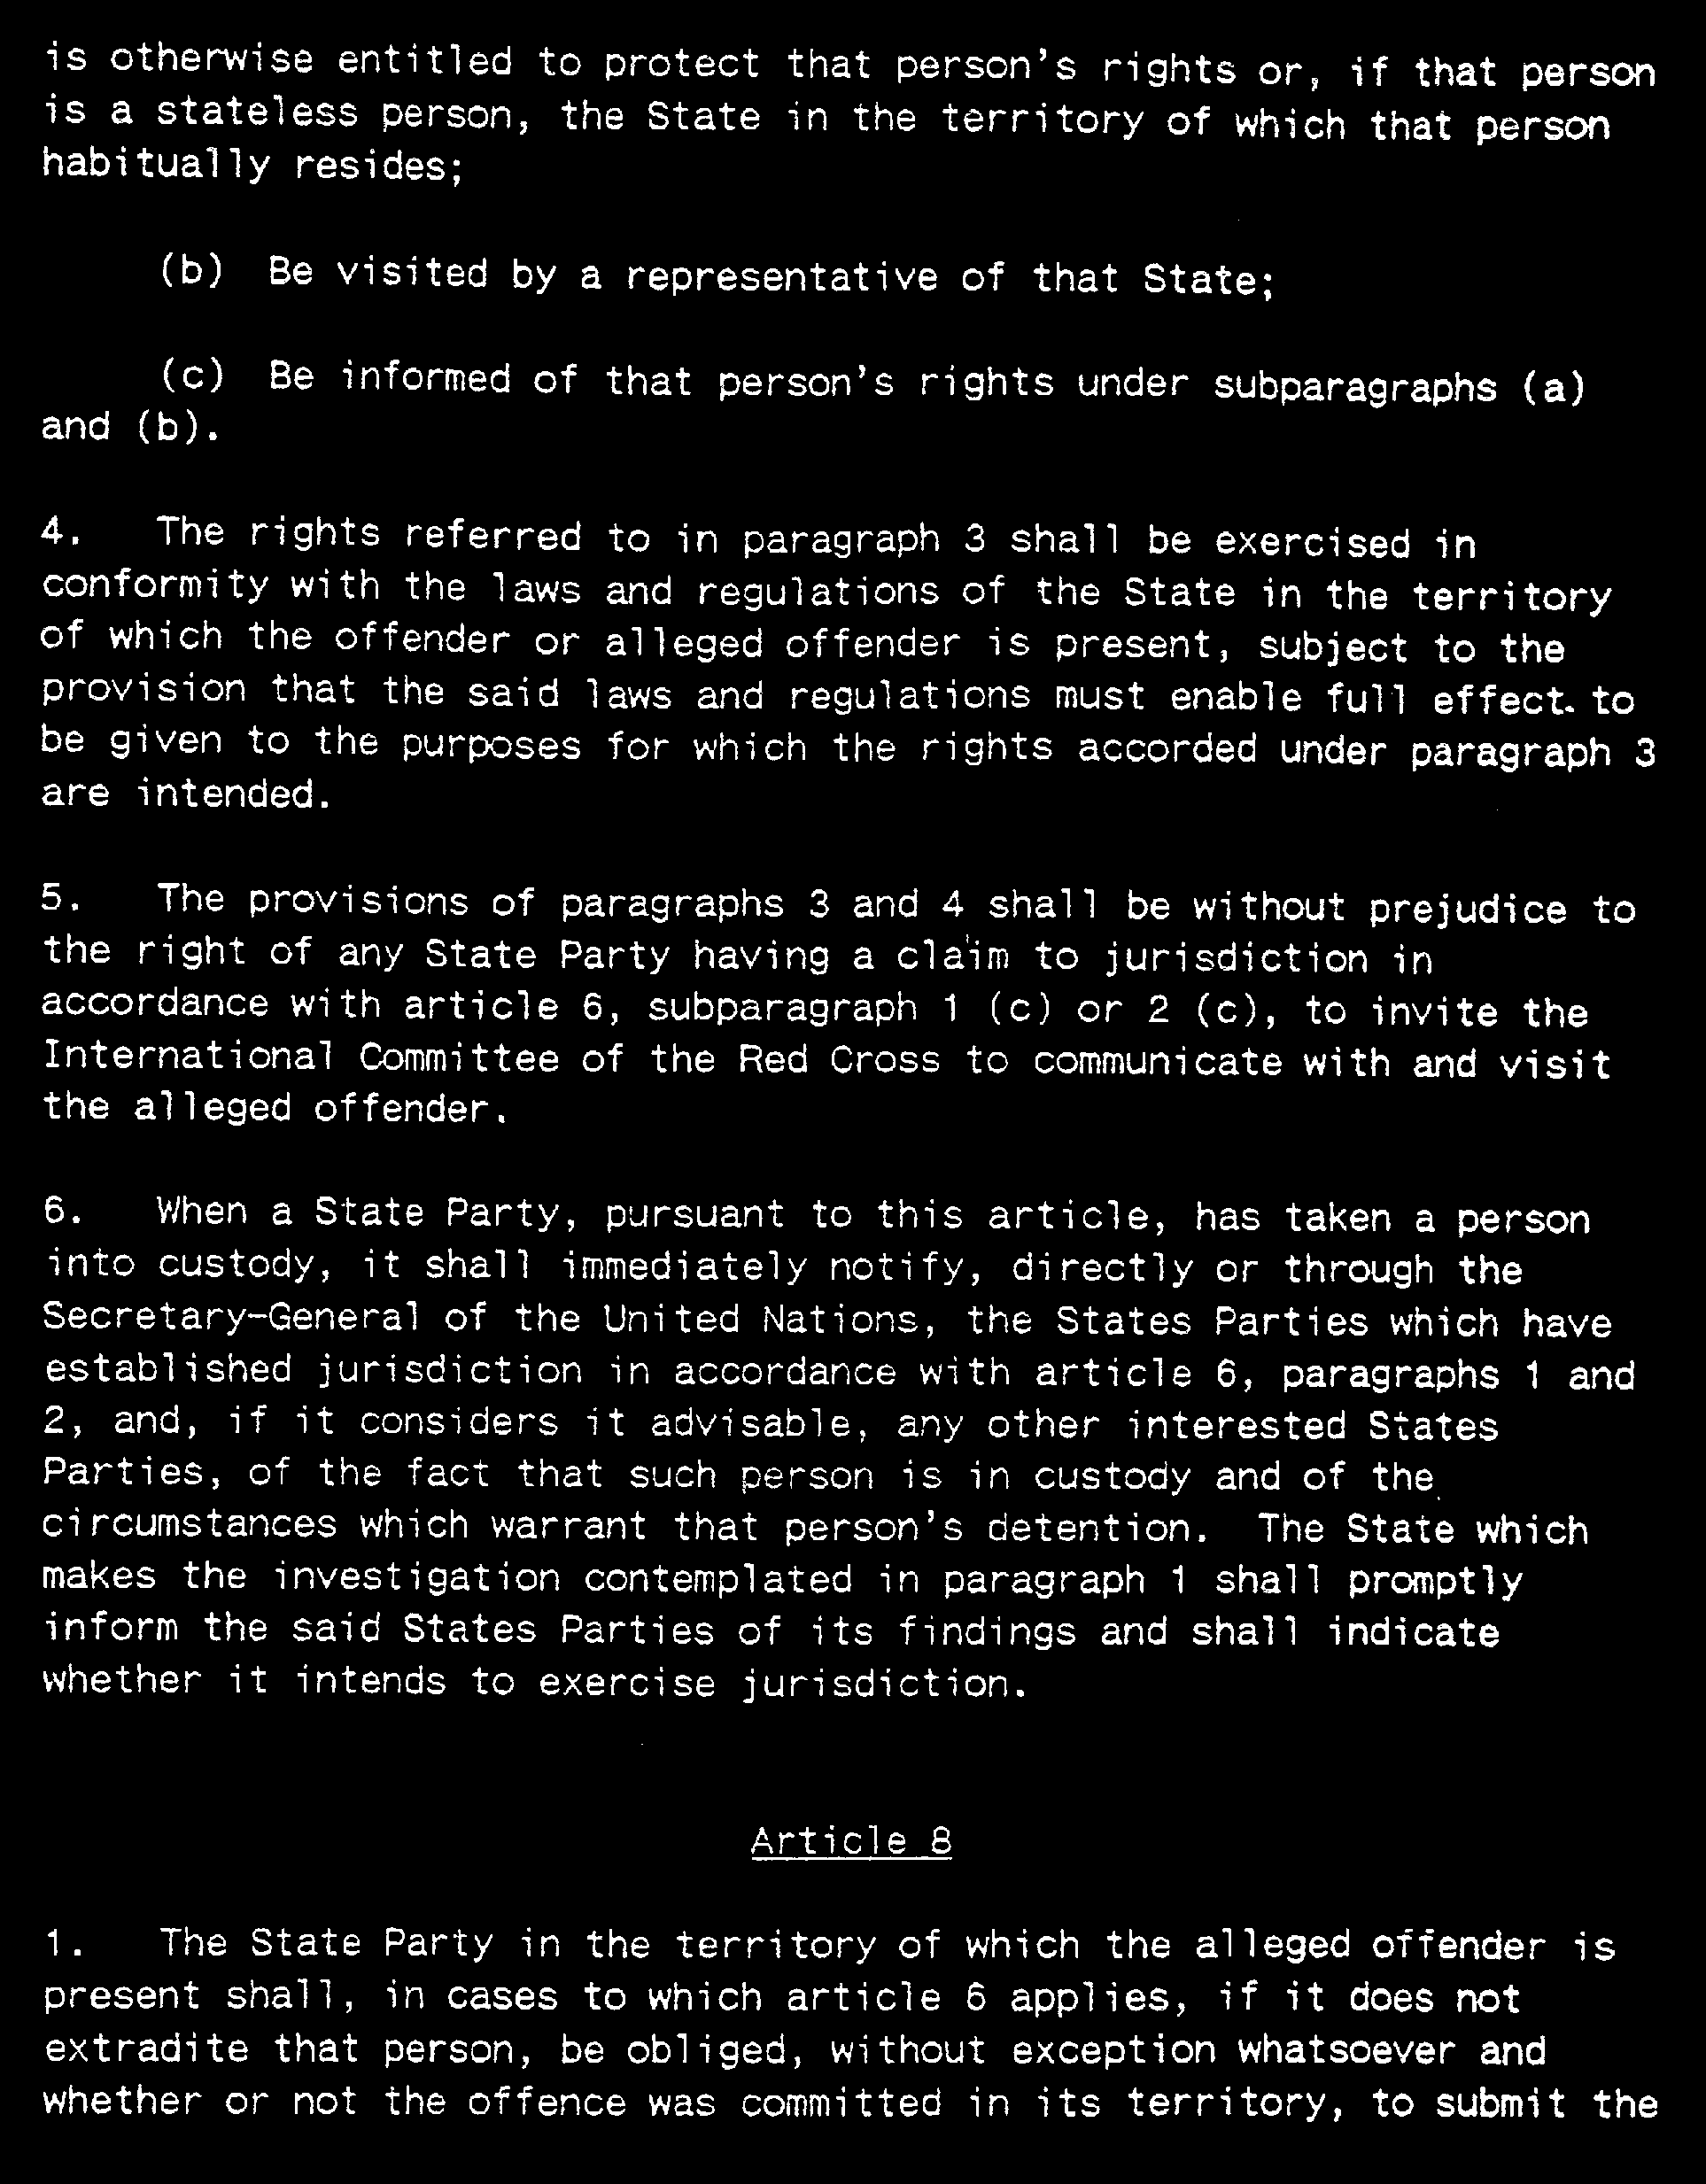 is otherwise entitled to protect that person's rights or, if that person
is a stateless person, the State in the territory of which that person
habitually resides;
(b) Be visited by a representative of that State;
(c) Be informed of that person's rights under subparagraphs (a)
and (b).
4. The rights referred to in paragraph 3 shall be exercised in
conformity with the laws and regulations of the State in the territory
of which the offender or alleged offender is present, subject to the
provision that the said laws and regulations must enable full effect to
be given to the purposes for which the rights accorded under paragraph 3
are intended.
5. The provisions of paragraphs 3 and 4 shall be without prejudice to
the right of any State Party having a claim to jurisdiction in
accordance with article 6, subparagraph 1 (c) or 2 (c), to invite the
International Committee of the Red Cross to communicate with and visit
the alleged offender.
6. When a State Party, pursuant to this article, has taken a person
into custody, it shall immediately notify, directly or through the
Secretary-General of the United Nations, the States Parties which have
established jurisdiction in accordance with article 6, paragraphs 1 and
2, and, if it considers it advisable, any other interested States
Parties, of the fact that such person is in custody and of the
circumstances which warrant that person's detention. The State which
makes the investigation contemplated in paragraph 1 shall promptly
inform the said States Parties of its findings and shall indicate
whether it intends to exercise jurisdiction.
Article 8
1. The State Party in the territory of which the alleged offender is
present shall, in cases to which article 6 applies, if it does not
extradite that person, be obliged, without exception whatsoever and
whether or not the offence was committed in its territory, to submit the